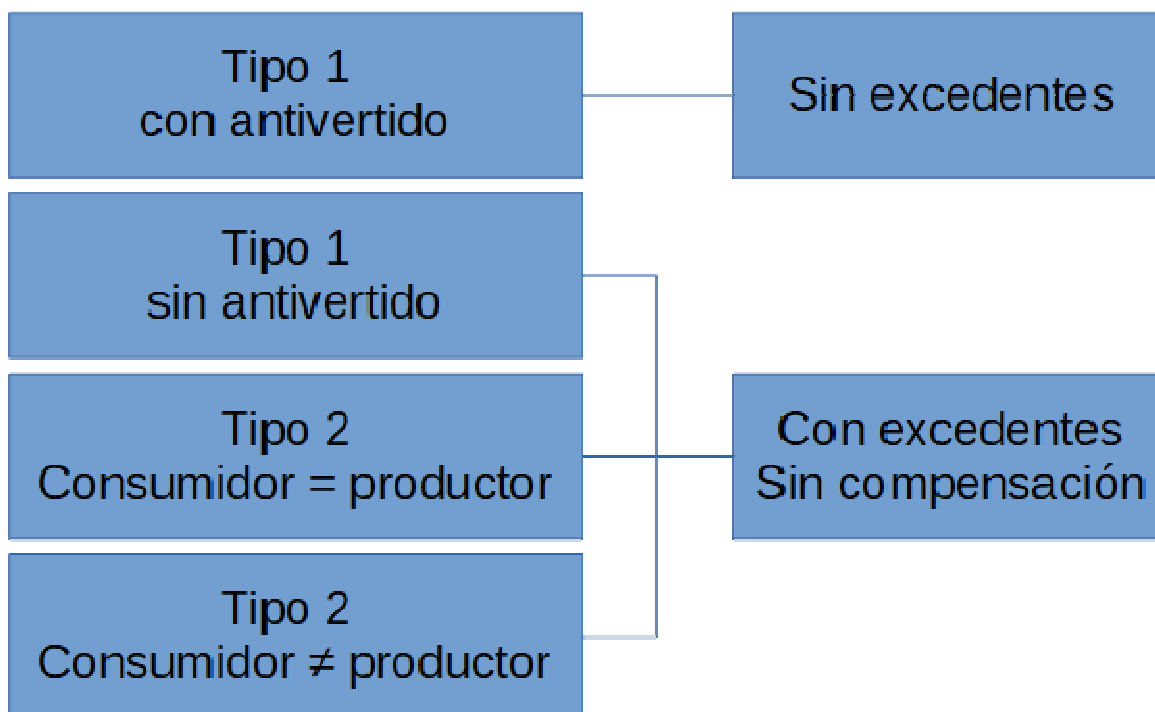 Tipo 1
con antivertido
Sin excedentes
Tipo 1
sin antivertido
Tipo 2
Consumidor = productor
Con excedentes
Sin compensación
Tipo 2
Consumidor ≠ productor